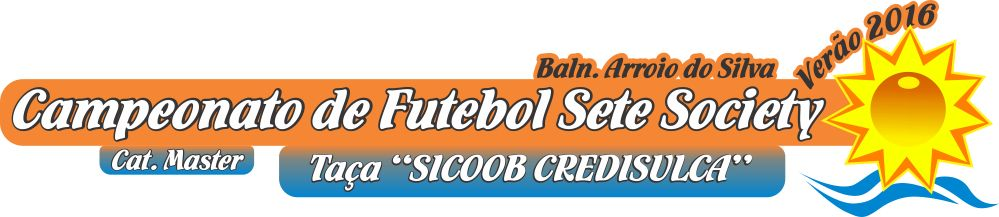 Verão 2016
Baln. Arroio do Silva
Campeonato de Futebol Sete Society
Cat. Master
Taça “SICOOB CREDISULCA”